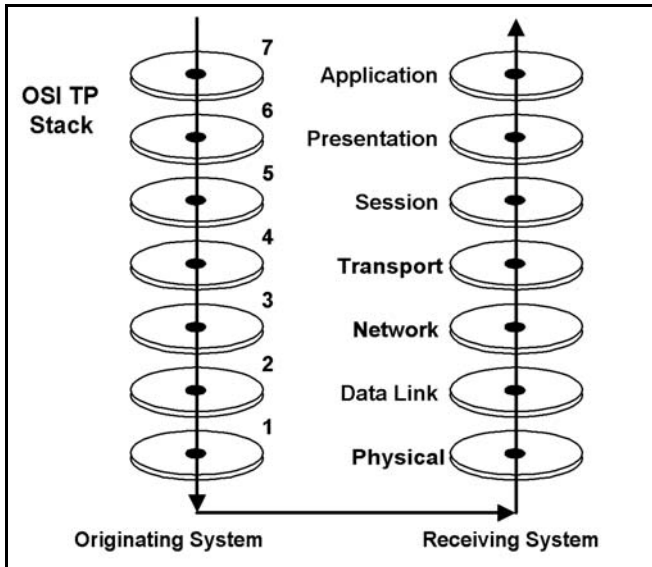 7
OSI TP
Stack
Application
6
Presentation
5
Session
4
Transport
3
Network
2
Data Link
1
Physical
Originating System
Receiving System